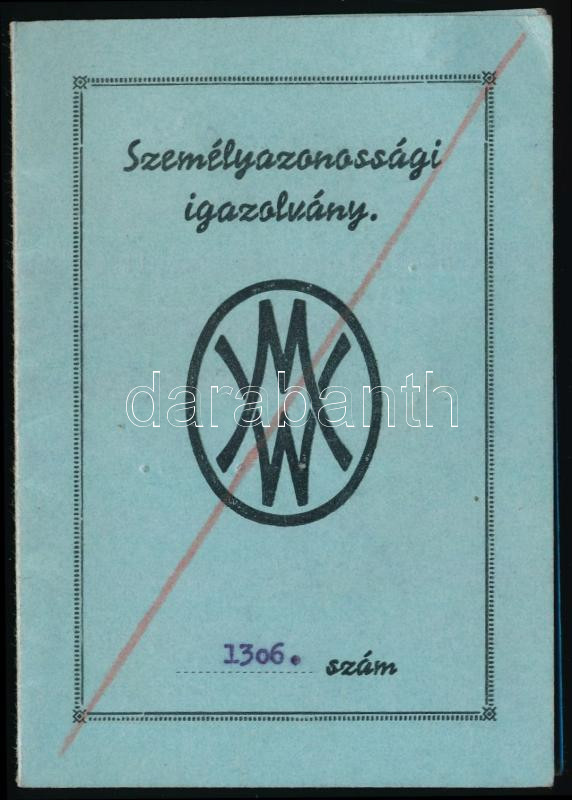 Személyazonossági
igazolvány.
darabanth
1306. szám